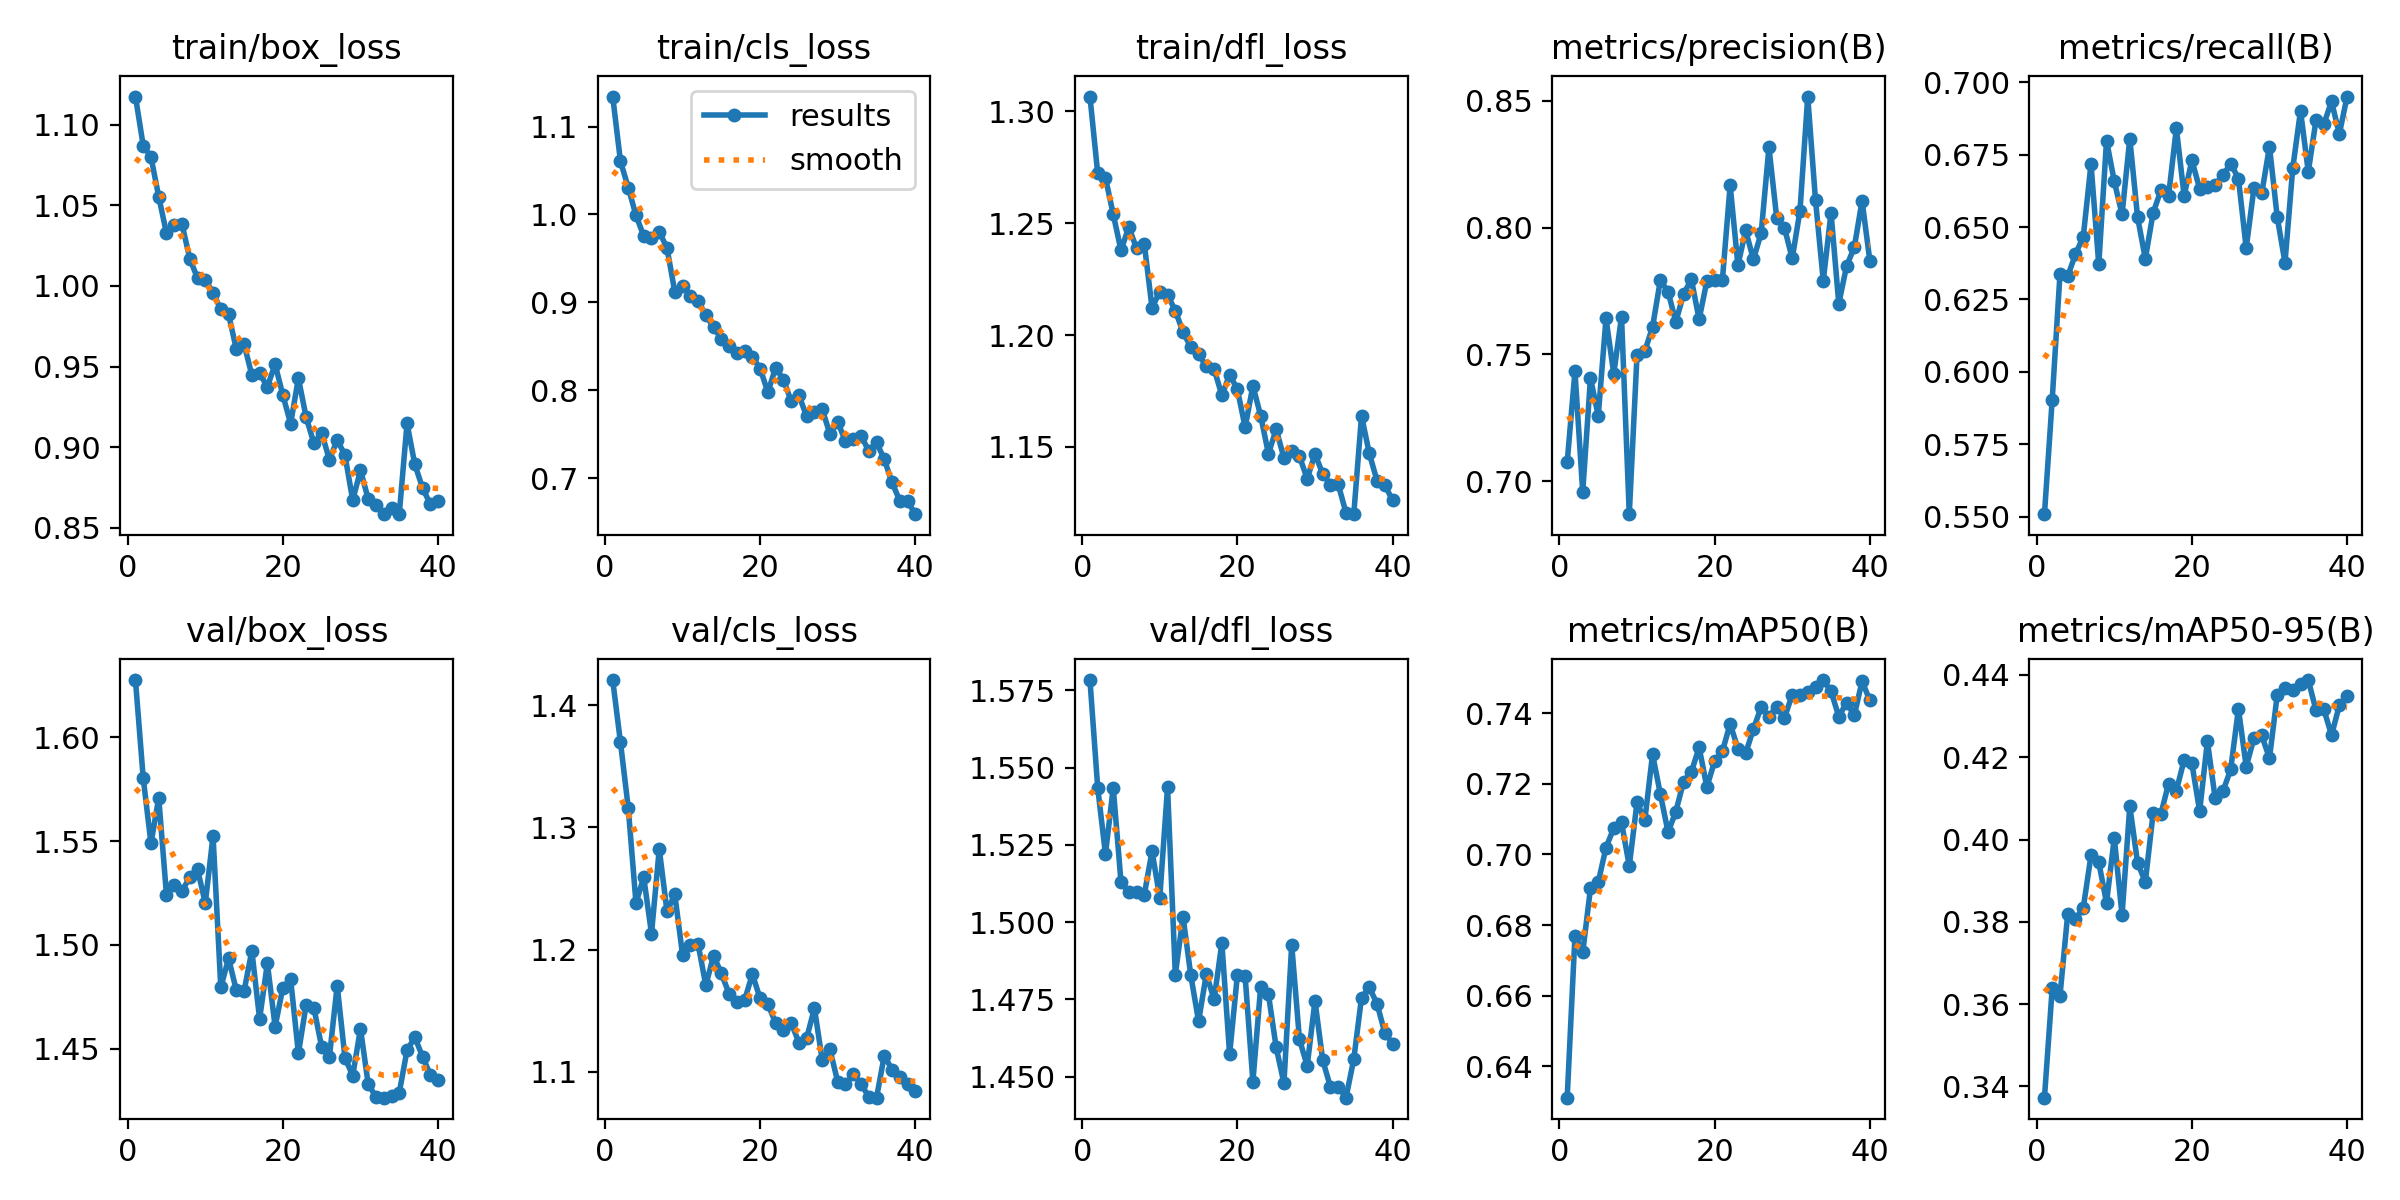 train/box_loss
1.10
1.05
1.00
0.95
0.90
0.85
0 20 40
train/cls_loss
results
smooth
1.1
1.0
0.9
0.8
0.7
0 20 40
train/dfl_loss
1.30
1.25
1.20
1.15
0 20 40
metrics/precision(B)
0.85
0.80
0.75
0.70
0 20 40
metrics/recall(B)
0.700
0.675
0.650
0.625
0.600
0.575
0.550
0 20 40
val/box_loss
1.60
1.55
1.50
1.45
0 20 40
val/cls_loss
1.4
1.3
1.2
1.1
0 20 40
val/dfl_loss
1.575
1.550
1.525
1.500
1.475
1.450
0 20 40
metrics/mAP50(B)
0.74
0.72
0.70
0.68
0.66
0.64
0 20 40
metrics/mAP50-95(B)
0.44
0.42
0.40
0.38
0.36
0.34
0 20 40